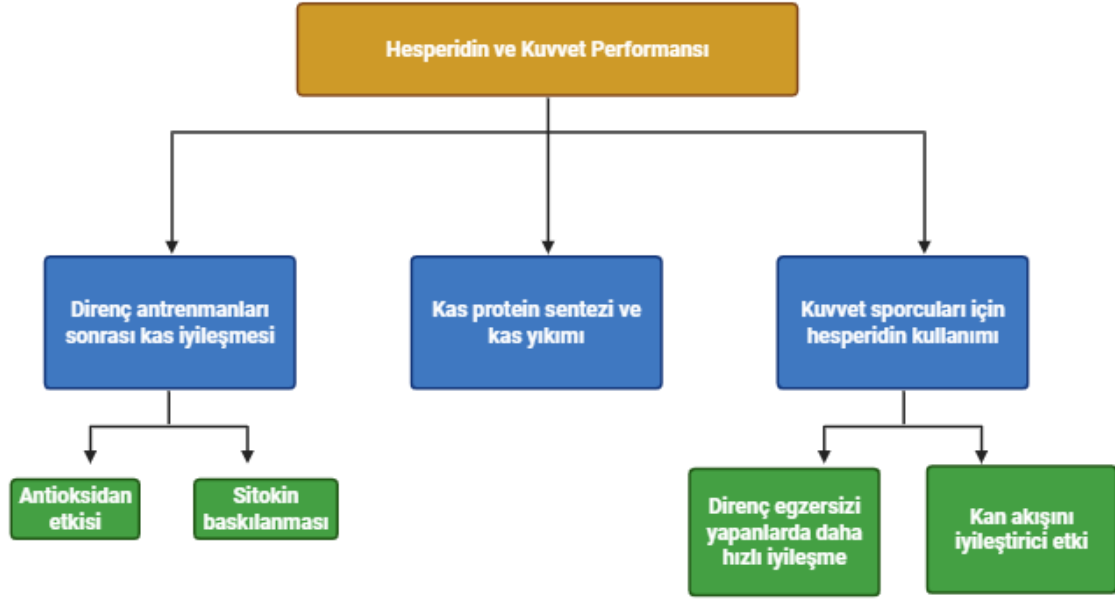 Hesperidin ve Kuvvet Performansı
Direnç antrenmanları
sonrası kas iyileşmesi
Kas protein sentezi ve
kas yıkımı
Kuvvet sporcuları için
hesperidin kullanımı
Antioksidan
etkisi
Sitokin
baskılanması
Direnç egzersizi
yapanlarda daha
hızlı iyileşme
Kan akışını
iyileştirici etki